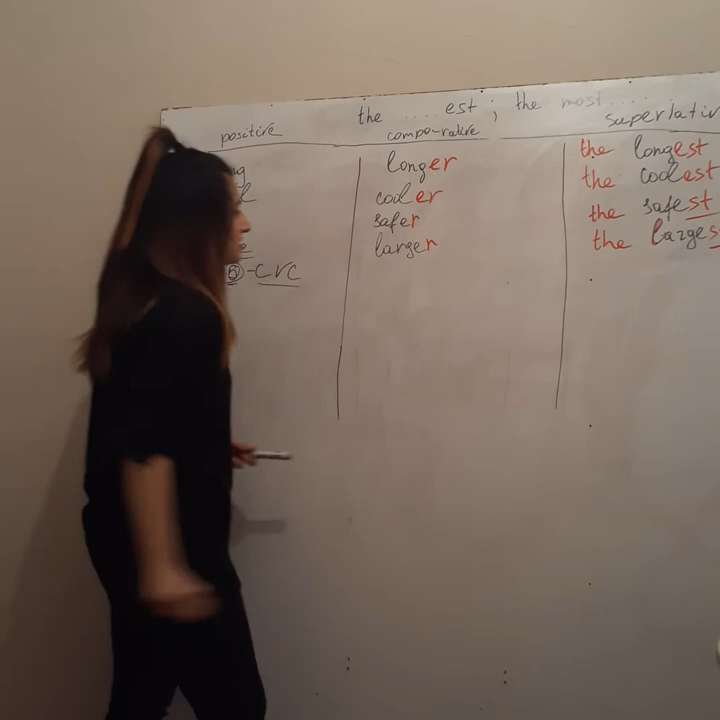 the .... est ; the most ....
positive comparative superlativ
longer the longest
cooler the coolest
safer the safest
larger the larges
-CVC